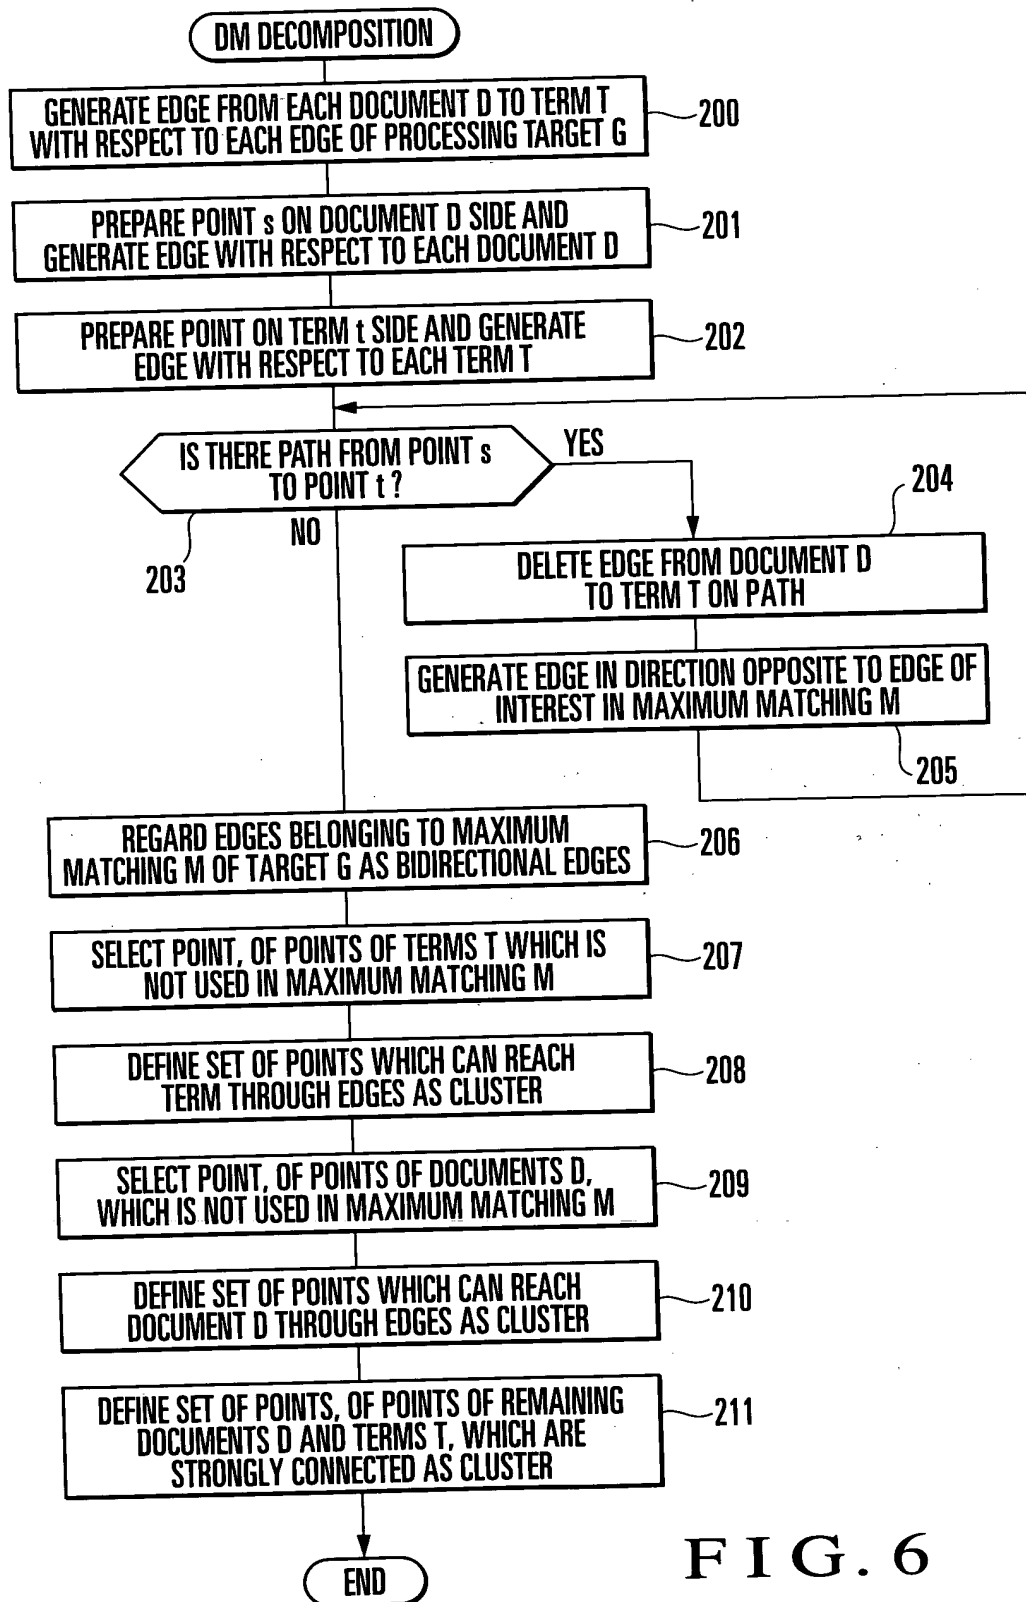 DM DECOMPOSITION
GENERATE EDGE FROM EACH DOCUMENT D TO TERM T
WITH RESPECT TO EACH EDGE OF PROCESSING TARGET G
200
PREPARE POINT s ON DOCUMENT D SIDE AND
GENERATE EDGE WITH RESPECT TO EACH DOCUMENT D
201
PREPARE POINT ON TERM t SIDE AND GENERATE
EDGE WITH RESPECT TO EACH TERM T
202
IS THERE PATH FROM POINT s
TO POINT t ?
YES
NO
203
204
DELETE EDGE FROM DOCUMENT D
TO TERM T ON PATH
GENERATE EDGE IN DIRECTION OPPOSITE TO EDGE OF
INTEREST IN MAXIMUM MATCHING M
205
REGARD EDGES BELONGING TO MAXIMUM
MATCHING M OF TARGET G AS BIDIRECTIONAL EDGES
206
SELECT POINT, OF POINTS OF TERMS T WHICH IS
NOT USED IN MAXIMUM MATCHING M
207
DEFINE SET OF POINTS WHICH CAN REACH
TERM THROUGH EDGES AS CLUSTER
208
SELECT POINT, OF POINTS OF DOCUMENTS D,
WHICH IS NOT USED IN MAXIMUM MATCHING M
209
DEFINE SET OF POINTS WHICH CAN REACH
DOCUMENT D THROUGH EDGES AS CLUSTER
210
DEFINE SET OF POINTS, OF POINTS OF REMAINING
DOCUMENTS D AND TERMS T, WHICH ARE
STRONGLY CONNECTED AS CLUSTER
211
END
FIG. 6